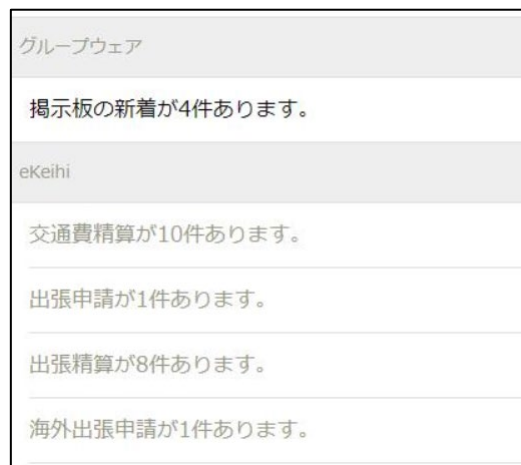 グループウェア
掲示板の新着が4件あります。
eKeihi
交通費精算が10件あります。
出張申請が1件あります。
出張精算が8件あります。
海外出張申請が1件あります。